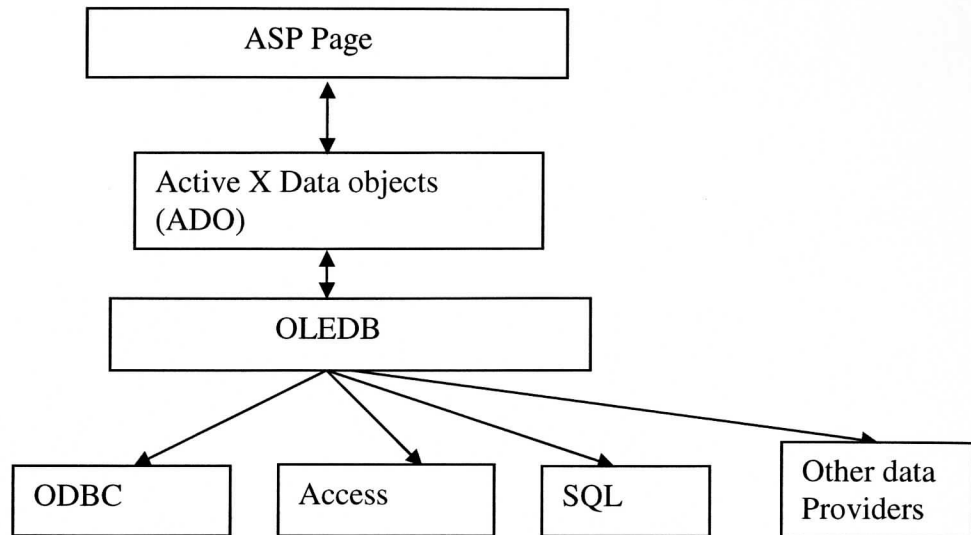 ASP Page
Active X Data objects
(ADO)
OLEDB
ODBC
Access
SQL
Other data
Providers